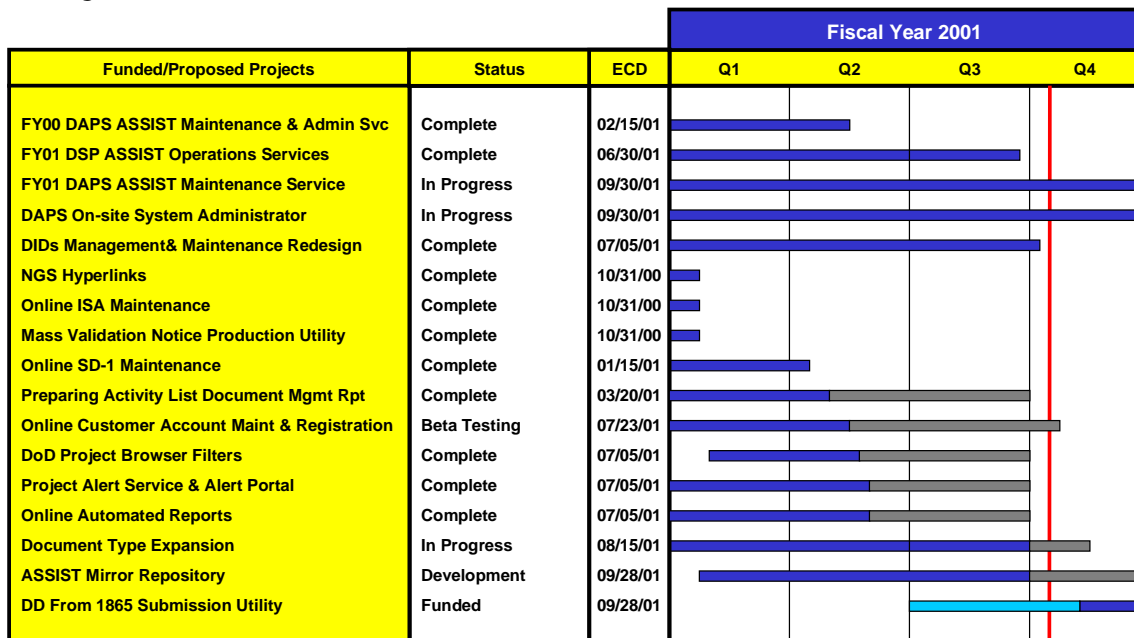 Fiscal Year 2001
Funded/Proposed Projects Status ECD Q1 Q2 Q3 Q4
FY00 DAPS ASSIST Maintenance & Admin Svc Complete 02/15/01
FY01 DSP ASSIST Operations Services Complete 06/30/01
FY01 DAPS ASSIST Maintenance Service In Progress 09/30/01
DAPS On-site System Administrator In Progress 09/30/01
DIDs Management& Maintenance Redesign Complete 07/05/01
NGS Hyperlinks Complete 10/31/00
Online ISA Maintenance Complete 10/31/00
Mass Validation Notice Production Utility Complete 10/31/00
Online SD-1 Maintenance Complete 01/15/01
Preparing Activity List Document Mgmt Rpt Complete 03/20/01
Online Customer Account Maint & Registration Beta Testing 07/23/01
DoD Project Browser Filters Complete 07/05/01
Project Alert Service & Alert Portal Complete 07/05/01
Online Automated Reports Complete 07/05/01
Document Type Expansion In Progress 08/15/01
ASSIST Mirror Repository Development 09/28/01
DD From 1865 Submission Utility Funded 09/28/01